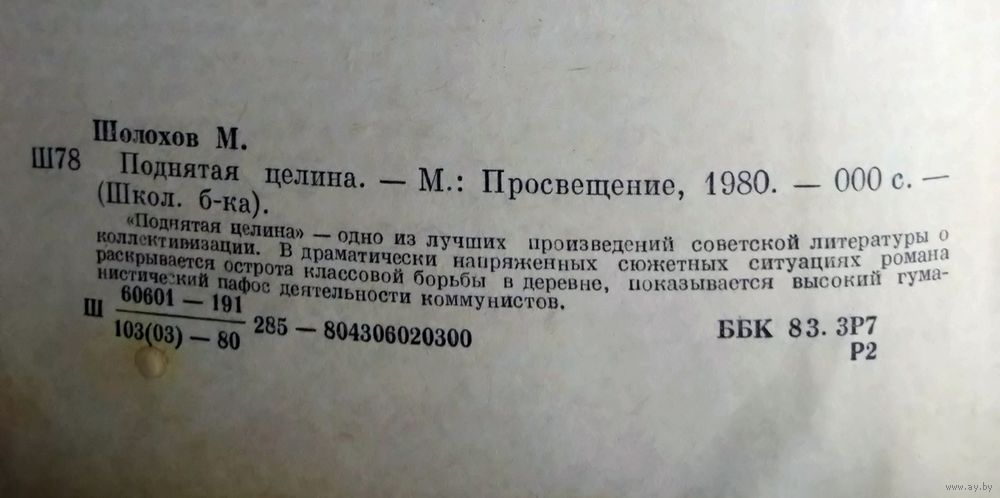 Шолохов М.
Ш78 Поднятая целина. — М.: Просвещение, 1980. — 000 с. —
(Школ. б-ка).
«Поднятая целина» — одно из лучших произведений советской литературы о
коллективизации. В драматически напряженных сюжетных ситуациях романа
раскрывается острота классовой борьбы в деревне, показывается высокий гума-
нистический пафос деятельности коммунистов.
Ш 60601 — 191
103(03) — 80
285 — 804306020300
ББК 83. 3Р7
Р2
www.ay.by